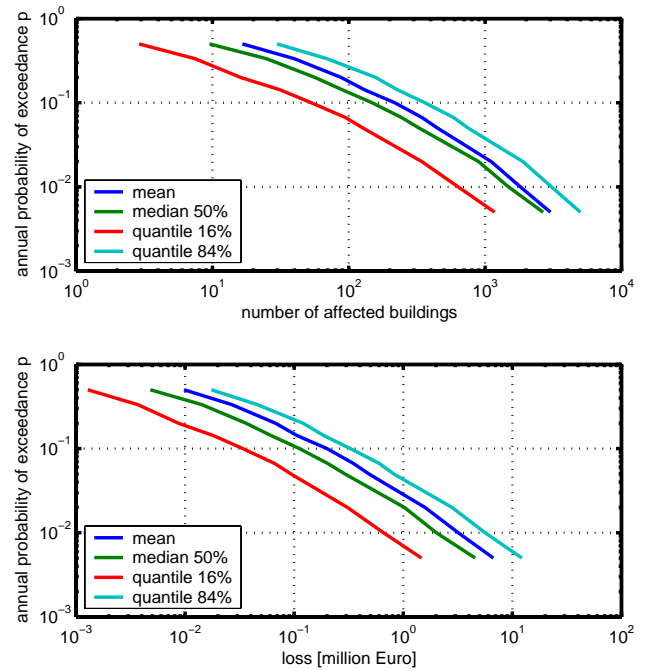 annual probability of exceedance p
10^0
10^-1
10^-2
10^-3
mean
median 50%
quantile 16%
quantile 84%
10^0 10^1 10^2 10^3 10^4
number of affected buildings
annual probability of exceedance p
10^0
10^-1
10^-2
10^-3
mean
median 50%
quantile 16%
quantile 84%
10^-3 10^-2 10^-1 10^0 10^1 10^2
loss [million Euro]